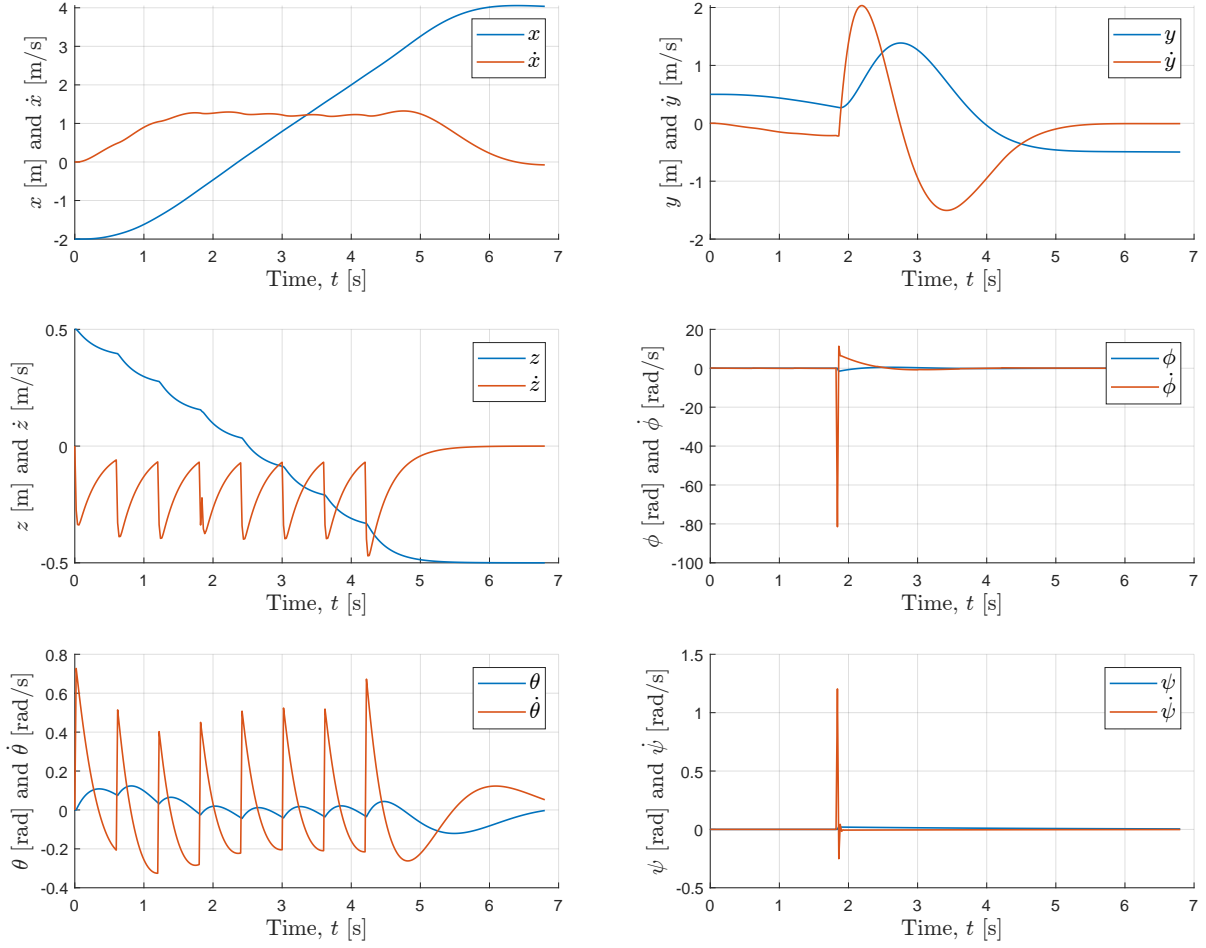 x [m] and ẋ [m/s]
4
3
2
1
0
-1
-2
0 1 2 3 4 5 6 7
Time, t [s]
x
ẋ
y [m] and ẏ [m/s]
2
1
0
-1
-2
0 1 2 3 4 5 6 7
Time, t [s]
y
ẏ
z [m] and ż [m/s]
0.5
0
-0.5
0 1 2 3 4 5 6 7
Time, t [s]
z
ż
ϕ [rad] and ϕ̇ [rad/s]
20
0
-20
-40
-60
-80
-100
0 1 2 3 4 5 6 7
Time, t [s]
ϕ
ϕ̇
θ [rad] and θ̇ [rad/s]
0.8
0.6
0.4
0.2
0
-0.2
-0.4
0 1 2 3 4 5 6 7
Time, t [s]
θ
θ̇
ψ [rad] and ψ̇ [rad/s]
1.5
1
0.5
0
-0.5
0 1 2 3 4 5 6 7
Time, t [s]
ψ
ψ̇